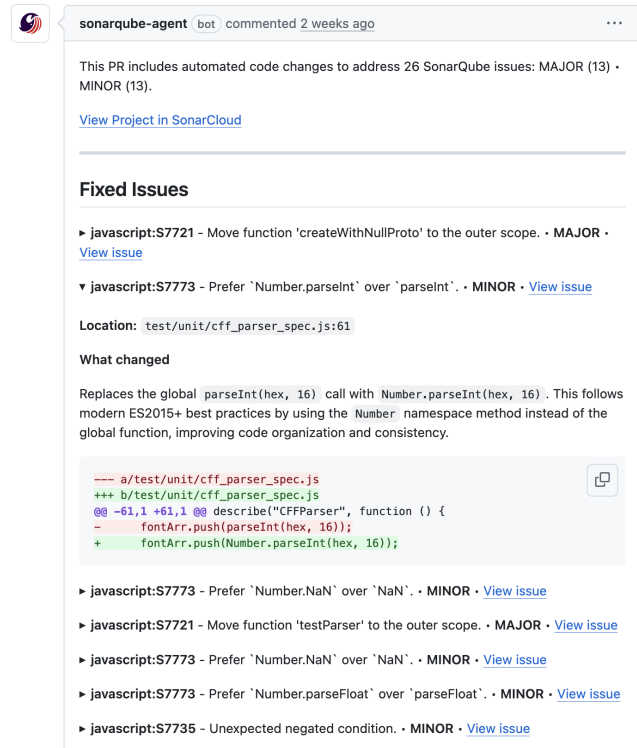 sonarqube-agent bot commented 2 weeks ago ...
This PR includes automated code changes to address 26 SonarQube issues: MAJOR (13) •
MINOR (13).
View Project in SonarCloud
Fixed Issues
▸ javascript:S7721 - Move function 'createWithNullProto' to the outer scope. • MAJOR •
View issue
▾ javascript:S7773 - Prefer `Number.parseInt` over `parseInt`. • MINOR • View issue
Location: test/unit/cff_parser_spec.js:61
What changed
Replaces the global parseInt(hex, 16) call with Number.parseInt(hex, 16). This follows
modern ES2015+ best practices by using the Number namespace method instead of the
global function, improving code organization and consistency.
--- a/test/unit/cff_parser_spec.js
+++ b/test/unit/cff_parser_spec.js
@@ -61,1 +61,1 @@ describe("CFFParser", function () {
-      fontArr.push(parseInt(hex, 16));
+      fontArr.push(Number.parseInt(hex, 16));
▸ javascript:S7773 - Prefer `Number.NaN` over `NaN`. • MINOR • View issue
▸ javascript:S7721 - Move function 'testParser' to the outer scope. • MAJOR • View issue
▸ javascript:S7773 - Prefer `Number.NaN` over `NaN`. • MINOR • View issue
▸ javascript:S7773 - Prefer `Number.parseFloat` over `parseFloat`. • MINOR • View issue
▸ javascript:S7735 - Unexpected negated condition. • MINOR • View issue